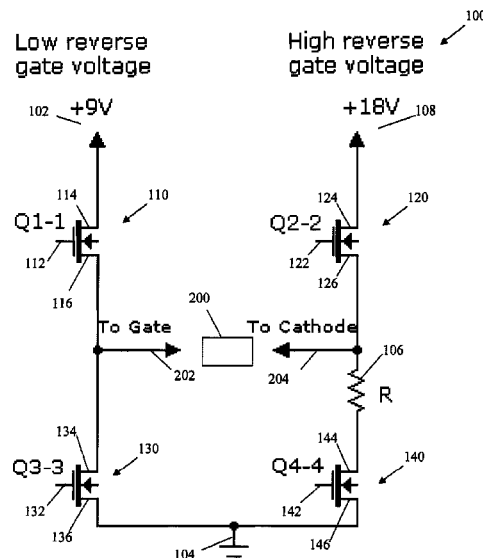 100
Low reverse
gate voltage
High reverse
gate voltage
102
+9V
+18V
108
114
110
124
120
Q1-1
Q2-2
112
122
116
126
200
To Gate
To Cathode
202
204
106
R
134
144
Q3-3
130
Q4-4
140
132
142
136
146
104